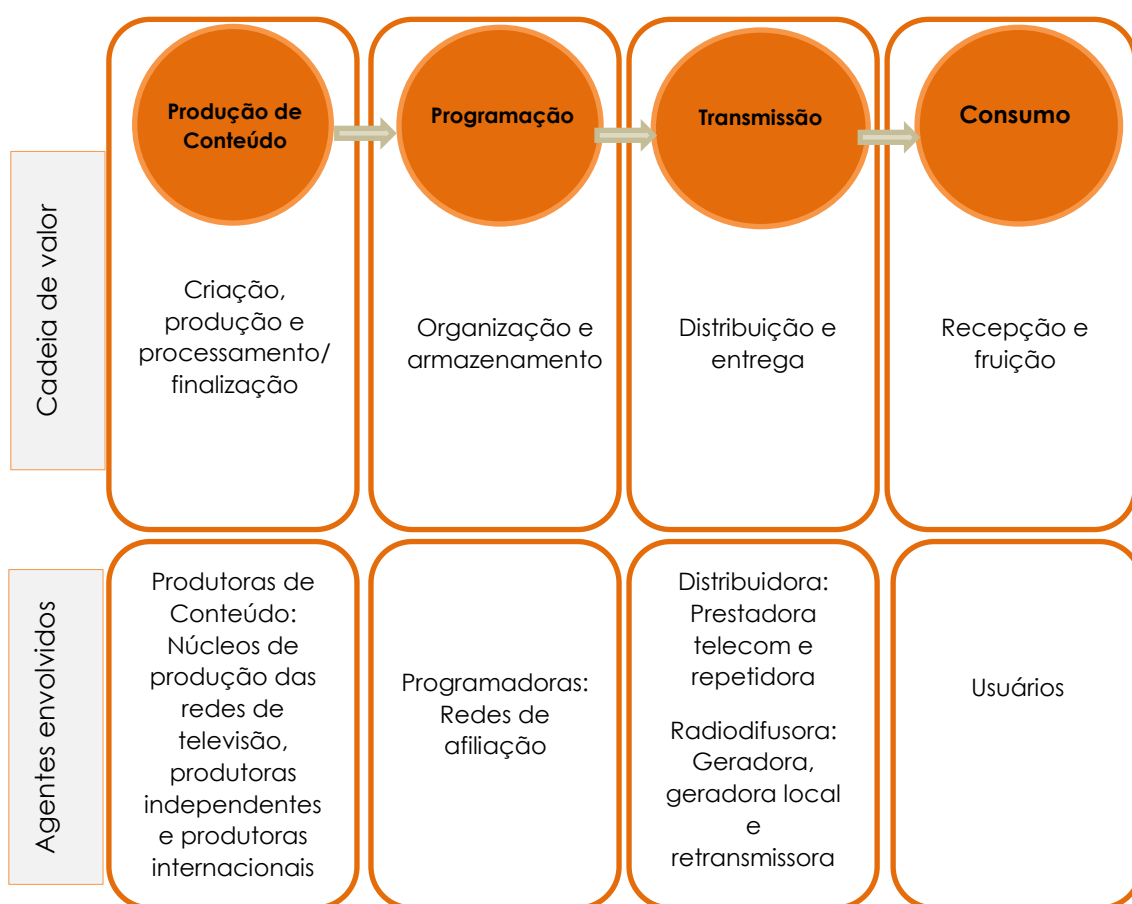 Produção de
Conteúdo
Programação
Transmissão
Consumo
Cadeia de valor
Criação,
produção e
processamento/
finalização
Organização e
armazenamento
Distribuição e
entrega
Recepção e
fruição
Agentes envolvidos
Produtoras de
Conteúdo:
Núcleos de
produção das
redes de
televisão,
produtoras
independentes
e produtoras
internacionais
Programadoras:
Redes de
afiliação
Distribuidora:
Prestadora
telecom e
repetidora
Radiodifusora:
Geradora,
geradora local
e
retransmissora
Usuários